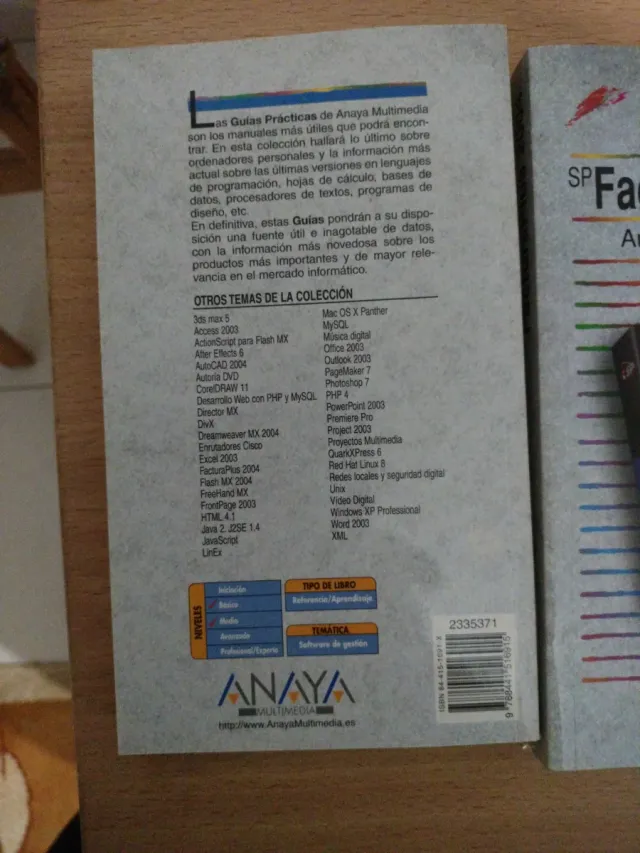 Las Guías Prácticas de Anaya Multimedia
son los manuales más útiles que podrá encon-
trar. En esta colección hallará lo último sobre
ordenadores personales y la información más
actual sobre las últimas versiones en lenguajes
de programación, hojas de cálculo, bases de
datos, procesadores de textos, programas de
diseño, etc.
En definitiva, estas Guías pondrán a su dispo-
sición una fuente útil e inagotable de datos,
con la información más novedosa sobre los
productos más importantes y de mayor rele-
vancia en el mercado informático.
OTROS TEMAS DE LA COLECCIÓN
3ds max 5
Access 2003
ActionScript para Flash MX
After Effects 6
AutoCAD 2004
Autoría DVD
CorelDRAW 11
Desarrollo Web con PHP y MySQL
Director MX
DivX
Dreamweaver MX 2004
Enrutadores Cisco
Excel 2003
FacturaPlus 2004
Flash MX 2004
FreeHand MX
FrontPage 2003
HTML 4.1
Java 2. J2SE 1.4
JavaScript
LinEx
Mac OS X Panther
MySQL
Música digital
Office 2003
Outlook 2003
PageMaker 7
Photoshop 7
PHP 4
PowerPoint 2003
Premiere Pro
Project 2003
Proyectos Multimedia
QuarkXPress 6
Red Hat Linux 8
Redes locales y seguridad digital
Unix
Vídeo Digital
Windows XP Professional
Word 2003
XML
NIVELES
Iniciación
Básico
Medio
Avanzado
Profesional/Experto
TIPO DE LIBRO
Referencia/Aprendizaje
TEMÁTICA
Software de gestión
ANAYA
MULTIMEDIA
http://www.AnayaMultimedia.es
2335371
ISBN 84-415-1691-X
9 788441 516915
SP